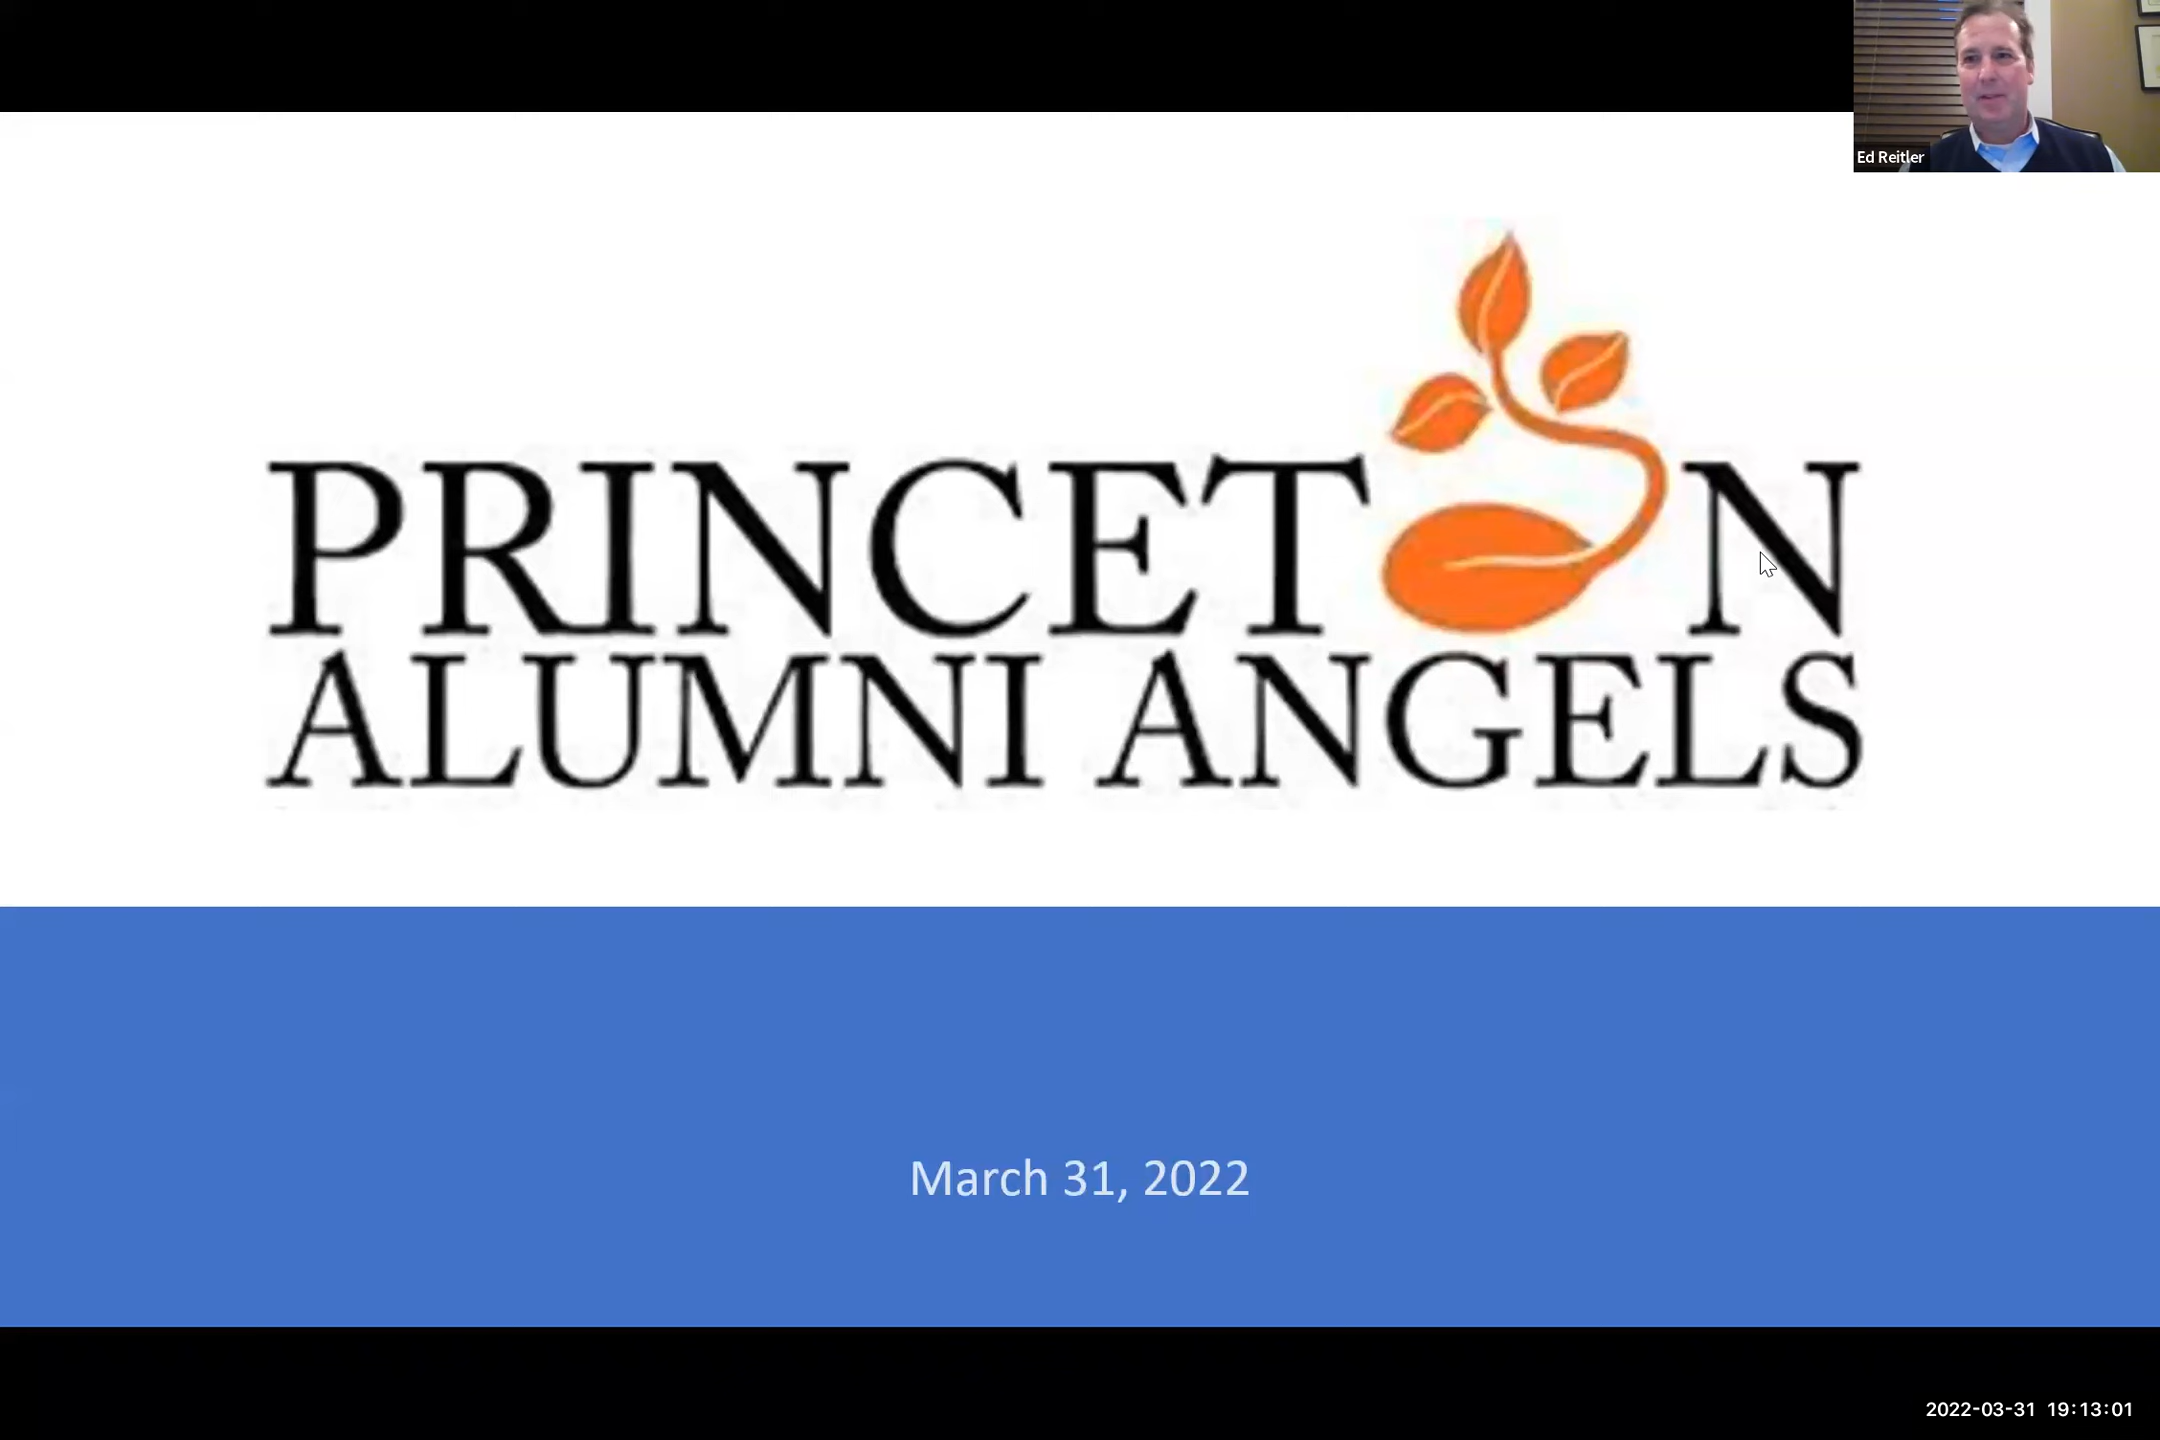 Ed Reitler
PRINCETON
ALUMNI ANGELS
March 31, 2022
2022-03-31 19:13:01